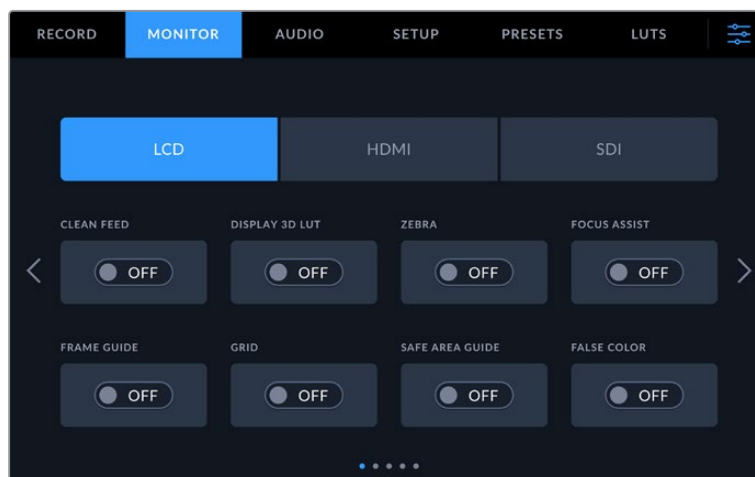 RECORD MONITOR AUDIO SETUP PRESETS LUTS
LCD HDMI SDI
CLEAN FEED DISPLAY 3D LUT ZEBRA FOCUS ASSIST
OFF OFF OFF OFF
FRAME GUIDE GRID SAFE AREA GUIDE FALSE COLOR
OFF OFF OFF OFF